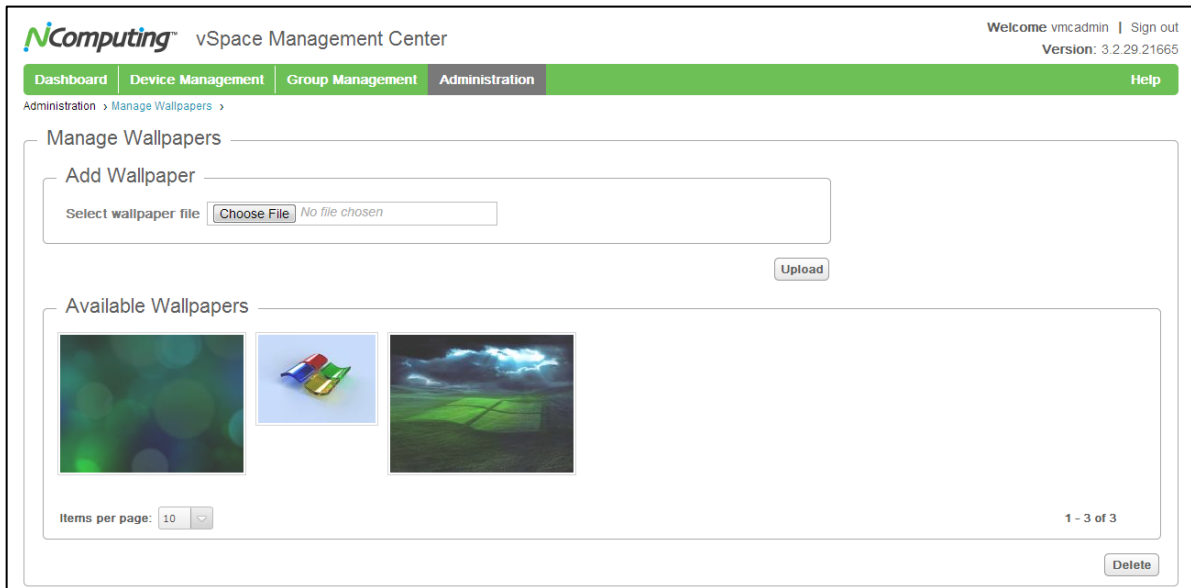 NComputing™ vSpace Management Center
Welcome vmcadmin | Sign out
Version: 3.2.29.21665
Dashboard Device Management Group Management Administration Help
Administration › Manage Wallpapers ›
Manage Wallpapers
Add Wallpaper
Select wallpaper file Choose File No file chosen
Upload
Available Wallpapers
Items per page: 10 1 - 3 of 3
Delete